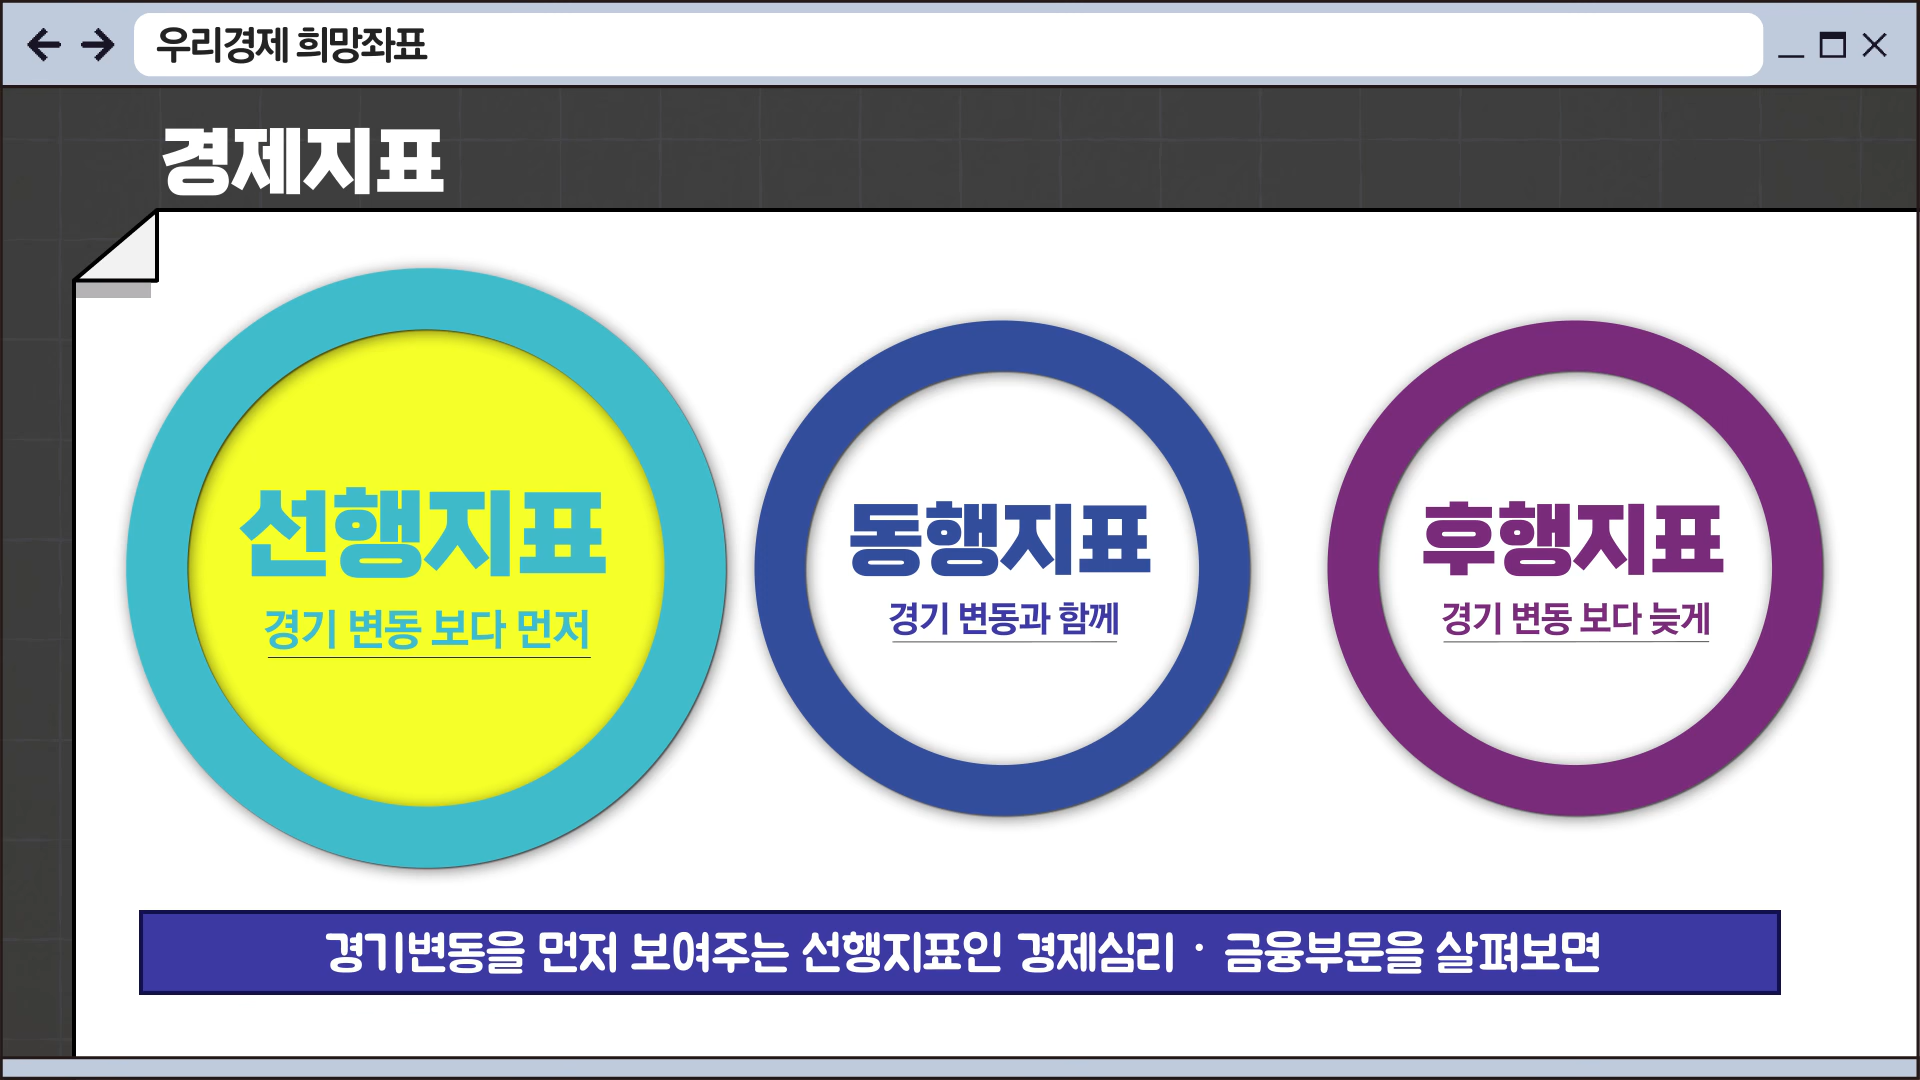 우리경제 희망좌표
경제지표
선행지표
경기 변동 보다 먼저
동행지표
경기 변동과 함께
후행지표
경기 변동 보다 늦게
경기변동을 먼저 보여주는 선행지표인 경제심리 · 금융부문을 살펴보면